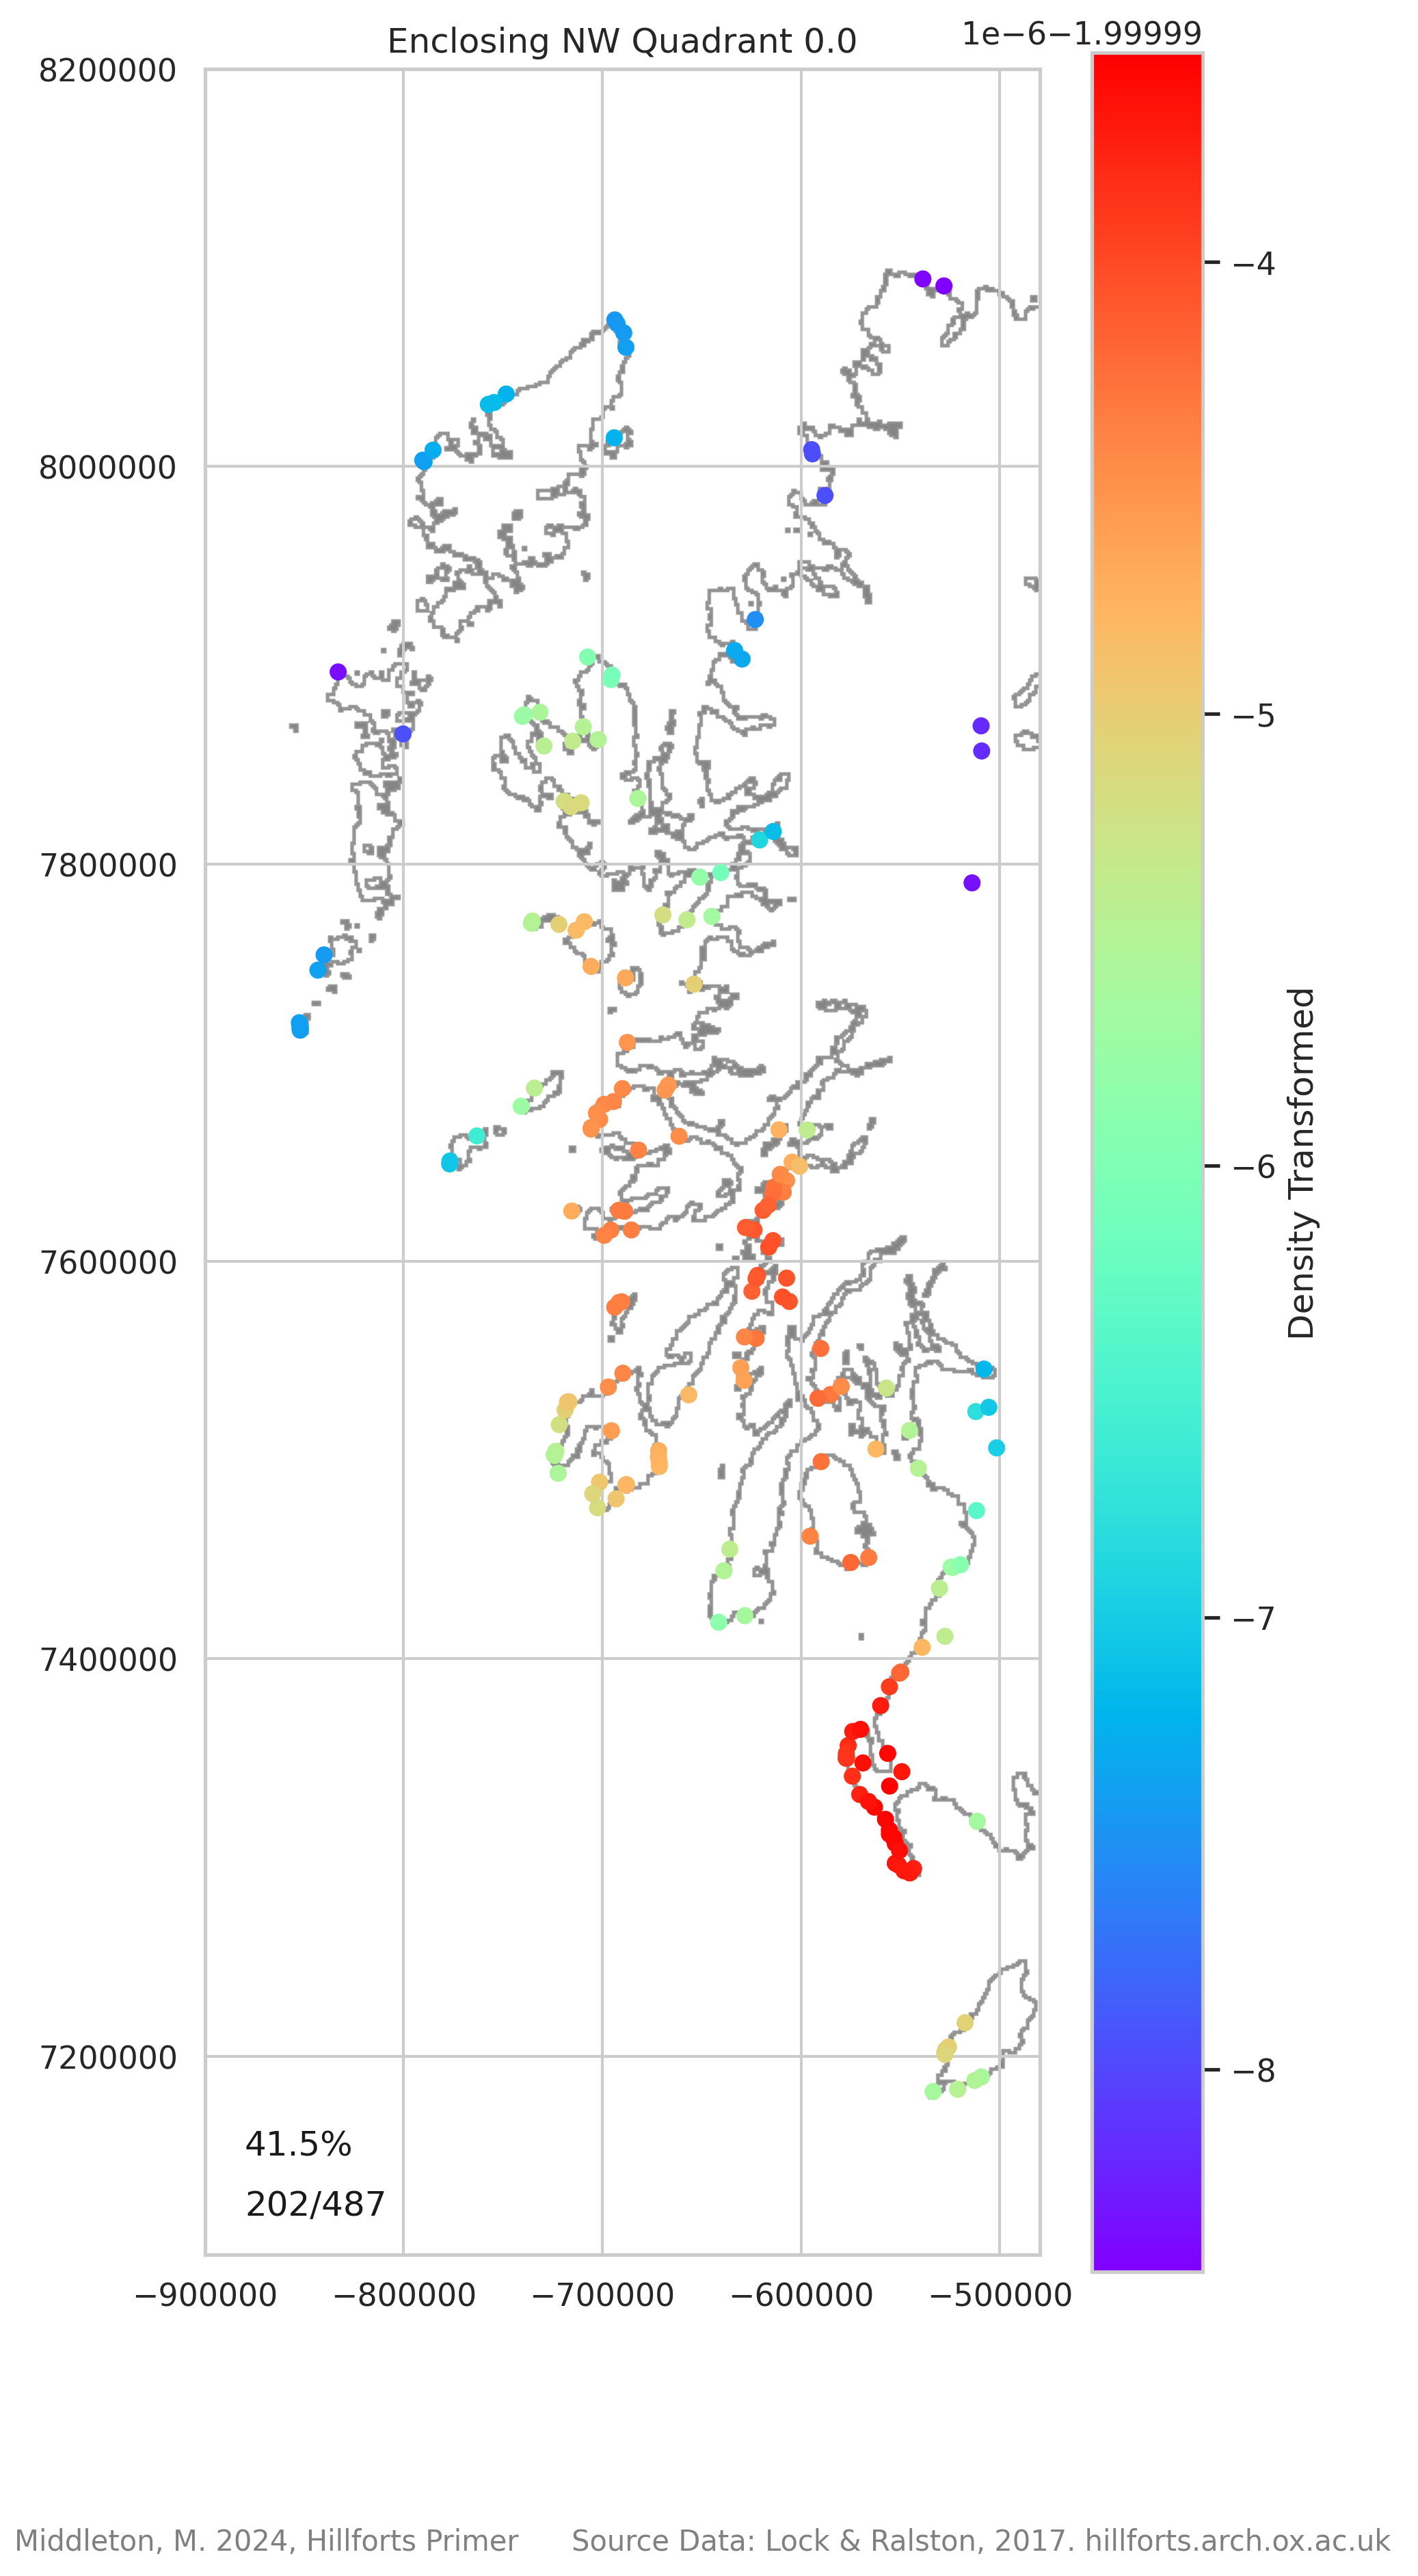 Enclosing NW Quadrant 0.0
1e−6−1.99999
8200000
8000000
7800000
7600000
7400000
7200000
−4
−5
−6
−7
−8
Density Transformed
41.5%
202/487
−900000 −800000 −700000 −600000 −500000
Middleton, M. 2024, Hillforts Primer
Source Data: Lock & Ralston, 2017. hillforts.arch.ox.ac.uk